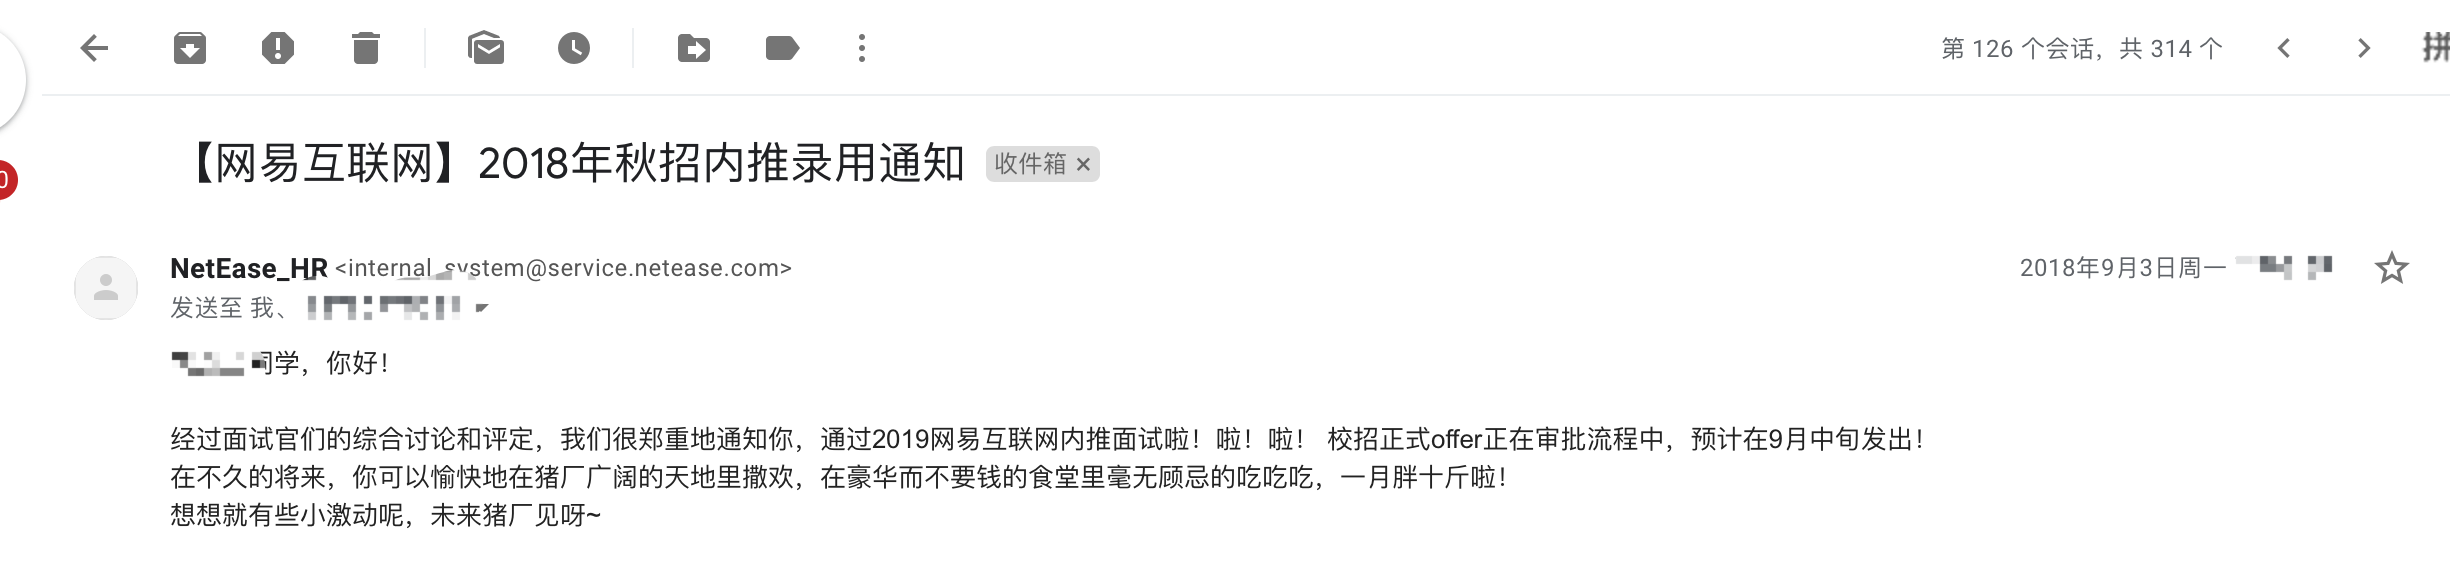 第 126 个会话，共 314 个
【网易互联网】2018年秋招内推录用通知 收件箱 ×
NetEase_HR <internal_system@service.netease.com> 2018年9月3日周一
发送至 我、
同学，你好！
经过面试官们的综合讨论和评定，我们很郑重地通知你，通过2019网易互联网内推面试啦！啦！啦！ 校招正式offer正在审批流程中，预计在9月中旬发出！
在不久的将来，你可以愉快地在猪厂广阔的天地里撒欢，在豪华而不要钱的食堂里毫无顾忌的吃吃吃，一月胖十斤啦！
想想就有些小激动呢，未来猪厂见呀~